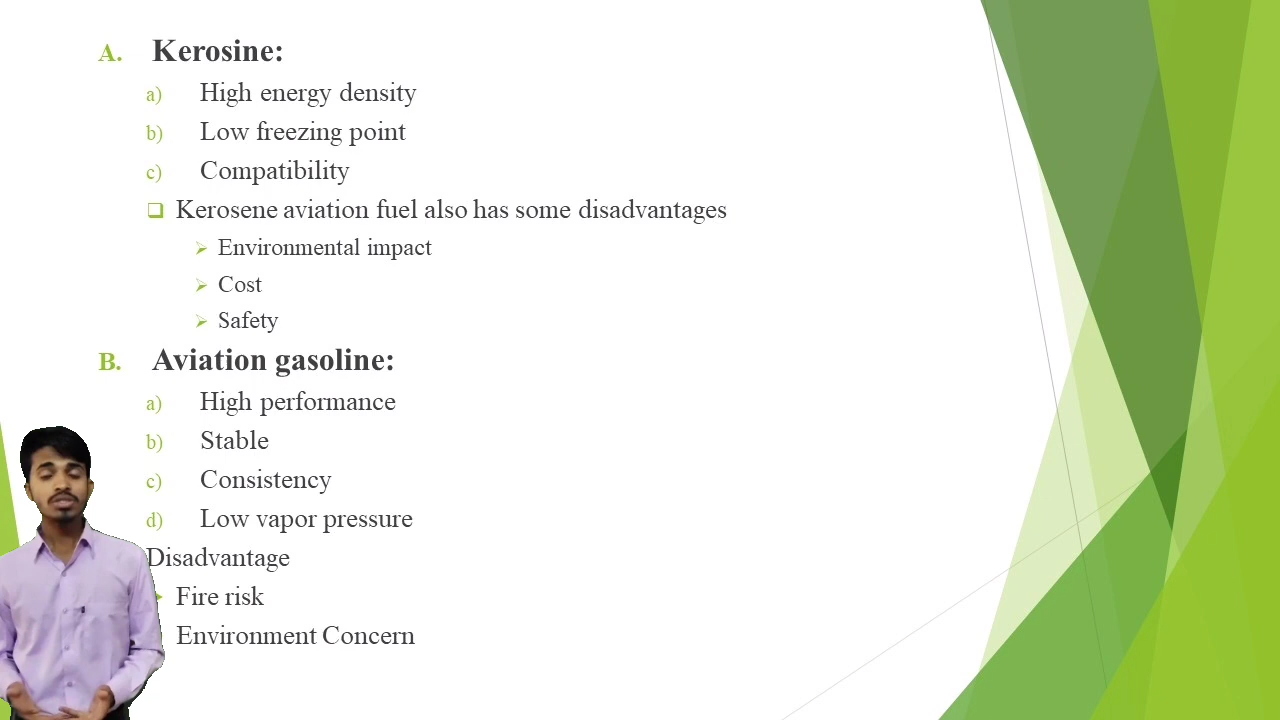 A. Kerosine:
a) High energy density
b) Low freezing point
c) Compatibility
Kerosene aviation fuel also has some disadvantages
Environmental impact
Cost
Safety
B. Aviation gasoline:
a) High performance
b) Stable
c) Consistency
d) Low vapor pressure
Disadvantage
Fire risk
Environment Concern